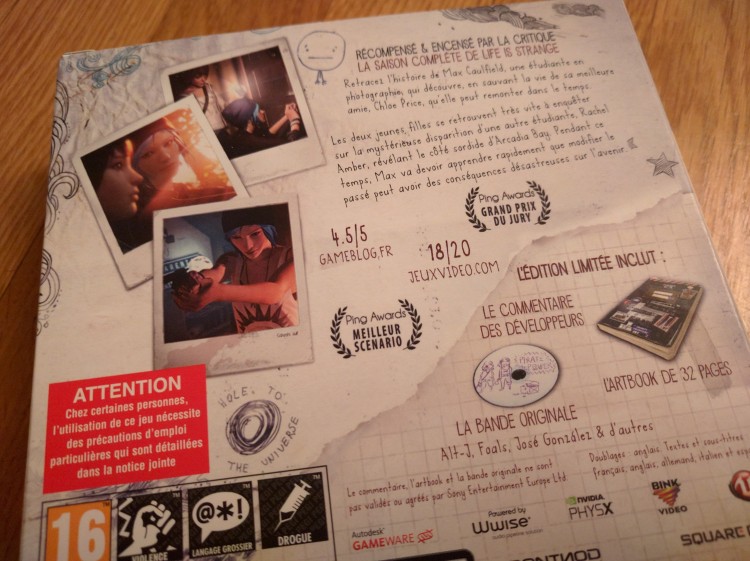 RÉCOMPENSÉ & ENCENSÉ PAR LA CRITIQUE
LA SAISON COMPLÈTE DE LIFE IS STRANGE
Retracez l'histoire de Max Caulfield, une étudiante en
photographie, qui découvre, en sauvant la vie de sa meilleure
amie, Chloe Price, qu'elle peut remonter dans le temps.
Les deux jeunes filles se retrouvent très vite à enquêter
sur la mystérieuse disparition d'une autre étudiante, Rachel
Amber, révélant le côté sordide d'Arcadia Bay. Pendant ce
temps, Max va devoir apprendre rapidement que modifier le
passé peut avoir des conséquences désastreuses sur l'avenir.
Ping Awards
GRAND PRIX
DU JURY
4.5/5
GAMEBLOG.FR
18/20
JEUXVIDEO.COM
Ping Awards
MEILLEUR
SCENARIO
L'ÉDITION LIMITÉE INCLUT :
LE COMMENTAIRE
DES DÉVELOPPEURS
L'ARTBOOK DE 32 PAGES
LA BANDE ORIGINALE
Alt-J, Foals, José González & d'autres
Le commentaire, l'artbook et la bande originale ne sont
pas validés ou agréés par Sony Entertainment Europe Ltd.
Doublages: anglais. Textes et sous-titres
français, anglais, allemand, italien et
ATTENTION
Chez certaines personnes,
l'utilisation de ce jeu nécessite
des précautions d'emploi
particulières qui sont détaillées
dans la notice jointe
HOLE TO
THE UNIVERSE
16
VIOLENCE
@*!
LANGAGE GROSSIER
DROGUE
Autodesk
GAMEWARE
Powered by
Wwise
audio pipeline solution
NVIDIA
PHYSX
BINK
VIDEO
DONTNOD
SQUARE E